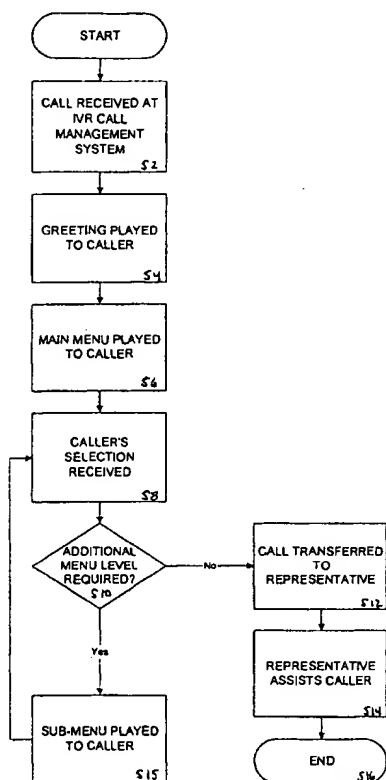 START
CALL RECEIVED AT
IVR CALL
MANAGEMENT
SYSTEM
S2
GREETING PLAYED
TO CALLER
S4
MAIN MENU PLAYED
TO CALLER
S6
CALLER'S
SELECTION
RECEIVED
S8
ADDITIONAL
MENU LEVEL
REQUIRED?
S10
No
CALL TRANSFERRED
TO
REPRESENTATIVE
S12
Yes
REPRESENTATIVE
ASSISTS CALLER
S14
SUB-MENU PLAYED
TO CALLER
S15
END
S16